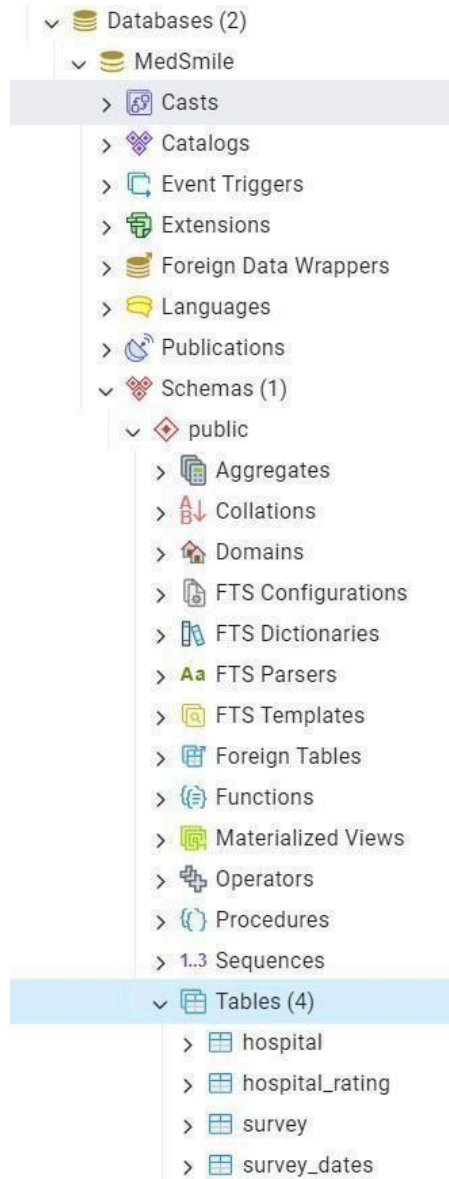 Databases (2)
MedSmile
Casts
Catalogs
Event Triggers
Extensions
Foreign Data Wrappers
Languages
Publications
Schemas (1)
public
Aggregates
A
B Collations
Domains
FTS Configurations
FTS Dictionaries
Aa FTS Parsers
FTS Templates
Foreign Tables
Functions
Materialized Views
Operators
Procedures
1..3 Sequences
Tables (4)
hospital
hospital_rating
survey
survey_dates